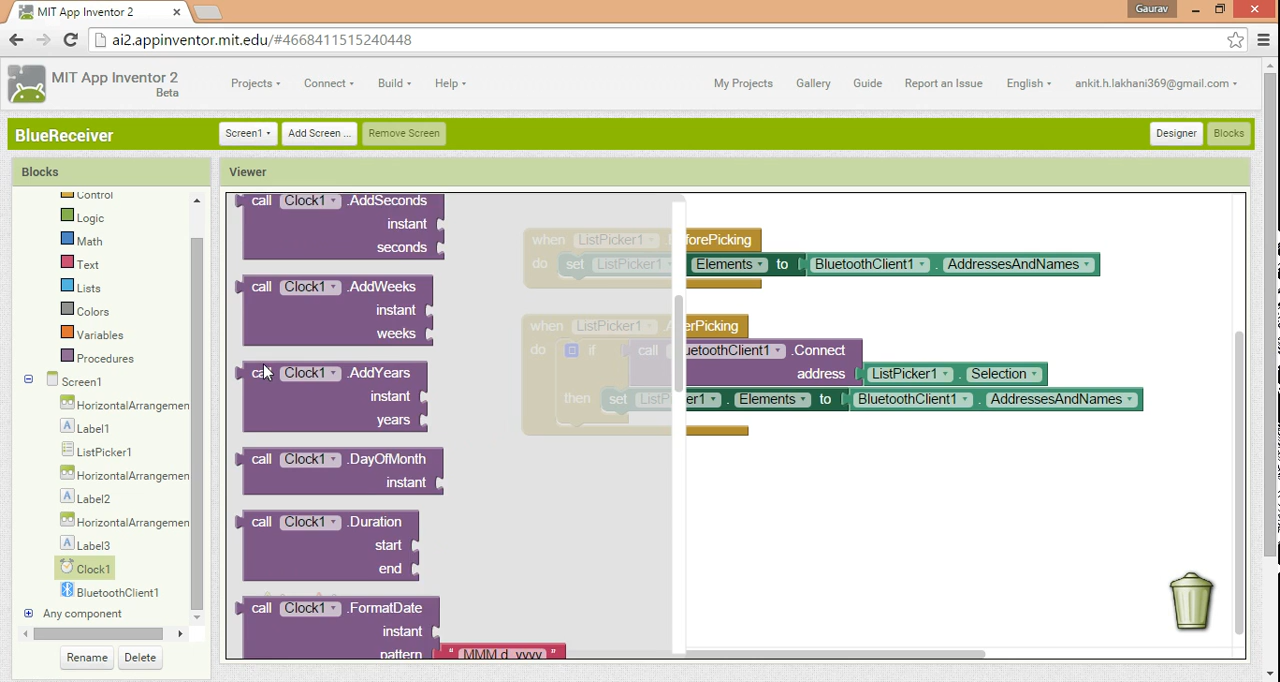 MIT App Inventor 2
Gaurav
ai2.appinventor.mit.edu/#4668411515240448
MIT App Inventor 2
Beta
Projects
Connect
Build
Help
My Projects
Gallery
Guide
Report an Issue
English
ankit.h.lakhani369@gmail.com
BlueReceiver
Screen1
Add Screen ...
Remove Screen
Designer
Blocks
Blocks
Control
Logic
Math
Text
Lists
Colors
Variables
Procedures
Screen1
HorizontalArrangemen
Label1
ListPicker1
HorizontalArrangemen
Label2
HorizontalArrangemen
Label3
Clock1
BluetoothClient1
Any component
Rename
Delete
Viewer
call Clock1 .AddSeconds
instant
seconds
call Clock1 .AddWeeks
instant
weeks
call Clock1 .AddYears
instant
years
call Clock1 .DayOfMonth
instant
call Clock1 .Duration
start
end
call Clock1 .FormatDate
instant
pattern " MMM d, yyyy "
when ListPicker1 forePicking
do set ListPicker1 Elements to BluetoothClient1 . AddressesAndNames
when ListPicker1 erPicking
do if call uetoothClient1 .Connect
address ListPicker1 . Selection
then set ListP er1 . Elements to BluetoothClient1 . AddressesAndNames